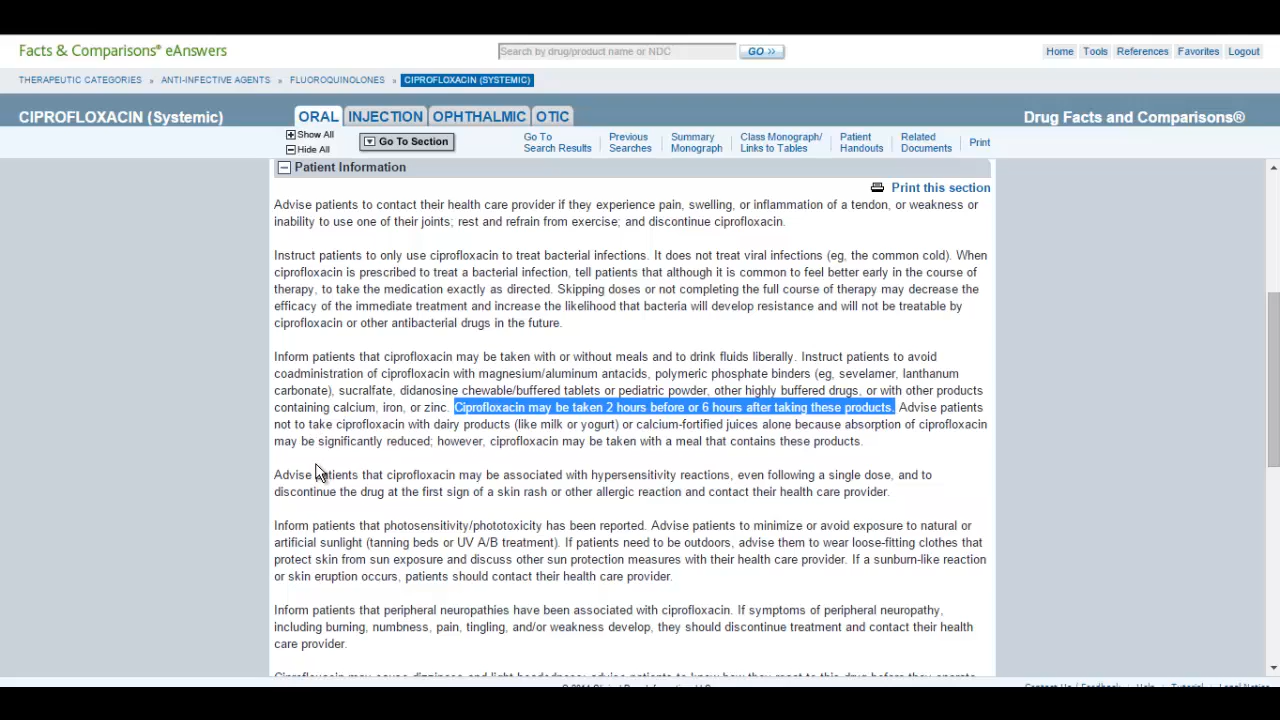 Facts & Comparisons® eAnswers
Search by drug/product name or NDC
GO >>
Home Tools References Favorites Logout
THERAPEUTIC CATEGORIES » ANTI-INFECTIVE AGENTS » FLUOROQUINOLONES » CIPROFLOXACIN (SYSTEMIC)
CIPROFLOXACIN (Systemic)
ORAL INJECTION OPHTHALMIC OTIC
Drug Facts and Comparisons®
Show All
Hide All
Go To Section
Go To
Search Results
Previous
Searches
Summary
Monograph
Class Monograph/
Links to Tables
Patient
Handouts
Related
Documents
Print
Patient Information
Print this section
Advise patients to contact their health care provider if they experience pain, swelling, or inflammation of a tendon, or weakness or
inability to use one of their joints; rest and refrain from exercise; and discontinue ciprofloxacin.
Instruct patients to only use ciprofloxacin to treat bacterial infections. It does not treat viral infections (eg, the common cold). When
ciprofloxacin is prescribed to treat a bacterial infection, tell patients that although it is common to feel better early in the course of
therapy, to take the medication exactly as directed. Skipping doses or not completing the full course of therapy may decrease the
efficacy of the immediate treatment and increase the likelihood that bacteria will develop resistance and will not be treatable by
ciprofloxacin or other antibacterial drugs in the future.
Inform patients that ciprofloxacin may be taken with or without meals and to drink fluids liberally. Instruct patients to avoid
coadministration of ciprofloxacin with magnesium/aluminum antacids, polymeric phosphate binders (eg, sevelamer, lanthanum
carbonate), sucralfate, didanosine chewable/buffered tablets or pediatric powder, other highly buffered drugs, or with other products
containing calcium, iron, or zinc. Ciprofloxacin may be taken 2 hours before or 6 hours after taking these products. Advise patients
not to take ciprofloxacin with dairy products (like milk or yogurt) or calcium-fortified juices alone because absorption of ciprofloxacin
may be significantly reduced; however, ciprofloxacin may be taken with a meal that contains these products.
Advise patients that ciprofloxacin may be associated with hypersensitivity reactions, even following a single dose, and to
discontinue the drug at the first sign of a skin rash or other allergic reaction and contact their health care provider.
Inform patients that photosensitivity/phototoxicity has been reported. Advise patients to minimize or avoid exposure to natural or
artificial sunlight (tanning beds or UV A/B treatment). If patients need to be outdoors, advise them to wear loose-fitting clothes that
protect skin from sun exposure and discuss other sun protection measures with their health care provider. If a sunburn-like reaction
or skin eruption occurs, patients should contact their health care provider.
Inform patients that peripheral neuropathies have been associated with ciprofloxacin. If symptoms of peripheral neuropathy,
including burning, numbness, pain, tingling, and/or weakness develop, they should discontinue treatment and contact their health
care provider.
Ciprofloxacin may cause dizziness and light-headedness; advise patients to know how they react to this drug before they operate